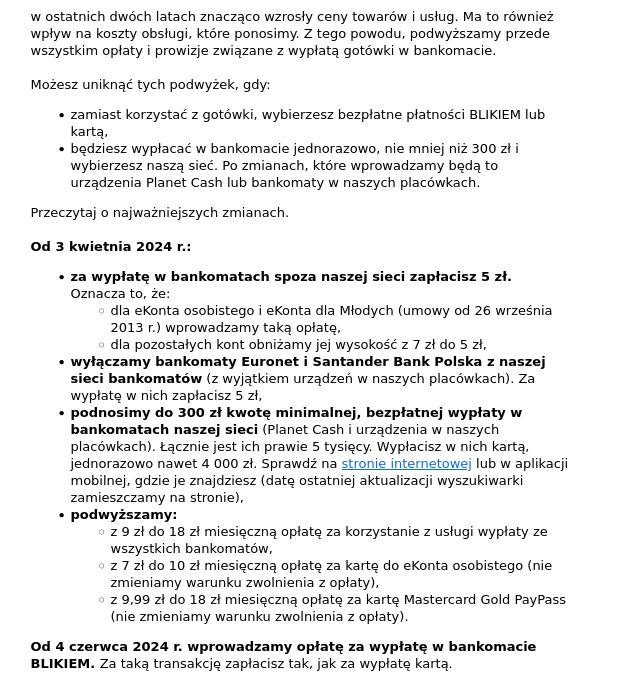 w ostatnich dwóch latach znacząco wzrosły ceny towarów i usług. Ma to również
wpływ na koszty obsługi, które ponosimy. Z tego powodu, podwyższamy przede
wszystkim opłaty i prowizje związane z wypłatą gotówki w bankomacie.
Możesz uniknąć tych podwyżek, gdy:
• zamiast korzystać z gotówki, wybierzesz bezpłatne płatności BLIKIEM lub
kartą,
• będziesz wypłacać w bankomacie jednorazowo, nie mniej niż 300 zł i
wybierzesz naszą sieć. Po zmianach, które wprowadzamy będą to
urządzenia Planet Cash lub bankomaty w naszych placówkach.
Przeczytaj o najważniejszych zmianach.
Od 3 kwietnia 2024 r.:
• za wypłatę w bankomatach spoza naszej sieci zapłacisz 5 zł.
Oznacza to, że:
○ dla eKonta osobistego i eKonta dla Młodych (umowy od 26 września
2013 r.) wprowadzamy taką opłatę,
○ dla pozostałych kont obniżamy jej wysokość z 7 zł do 5 zł,
• wyłączamy bankomaty Euronet i Santander Bank Polska z naszej
sieci bankomatów (z wyjątkiem urządzeń w naszych placówkach). Za
wypłatę w nich zapłacisz 5 zł,
• podnosimy do 300 zł kwotę minimalnej, bezpłatnej wypłaty w
bankomatach naszej sieci (Planet Cash i urządzenia w naszych
placówkach). Łącznie jest ich prawie 5 tysięcy. Wypłacisz w nich kartą,
jednorazowo nawet 4 000 zł. Sprawdź na stronie internetowej lub w aplikacji
mobilnej, gdzie je znajdziesz (datę ostatniej aktualizacji wyszukiwarki
zamieszczamy na stronie),
• podwyższamy:
○ z 9 zł do 18 zł miesięczną opłatę za korzystanie z usługi wypłaty ze
wszystkich bankomatów,
○ z 7 zł do 10 zł miesięczną opłatę za kartę do eKonta osobistego (nie
zmieniamy warunku zwolnienia z opłaty),
○ z 9,99 zł do 18 zł miesięczną opłatę za kartę Mastercard Gold PayPass
(nie zmieniamy warunku zwolnienia z opłaty).
Od 4 czerwca 2024 r. wprowadzamy opłatę za wypłatę w bankomacie
BLIKIEM. Za taką transakcję zapłacisz tak, jak za wypłatę kartą.